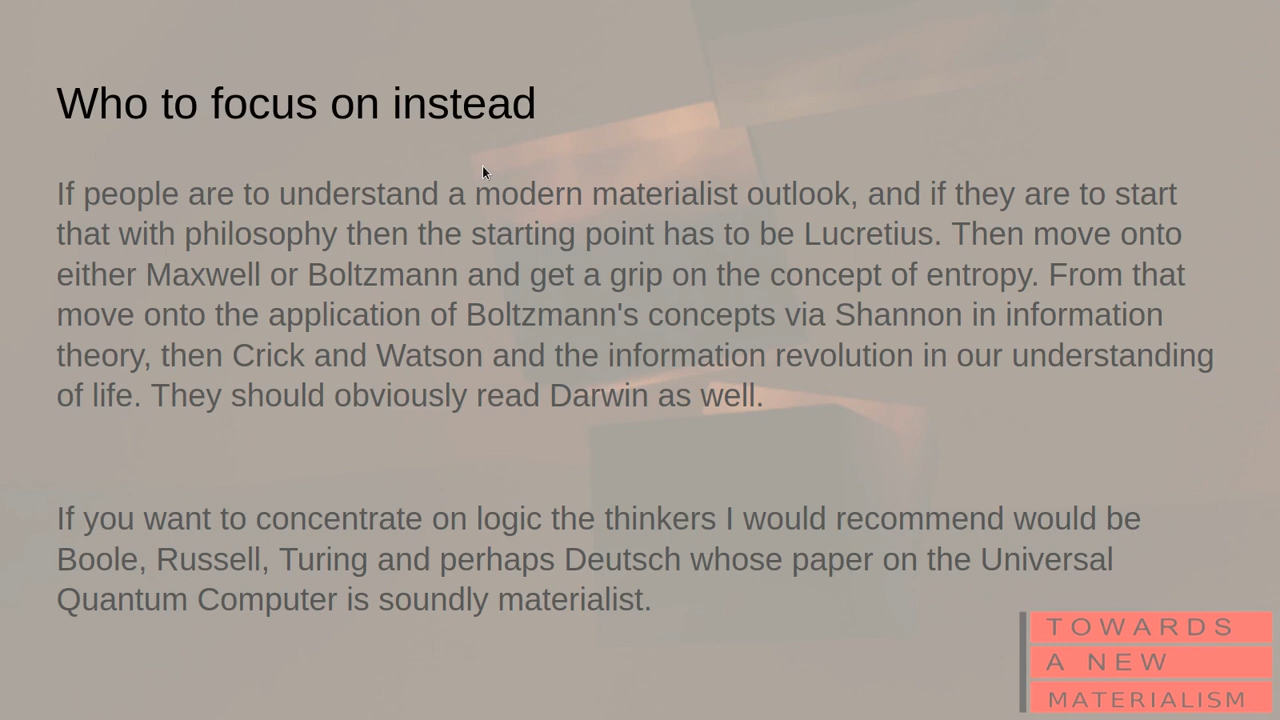 Who to focus on instead
If people are to understand a modern materialist outlook, and if they are to start
that with philosophy then the starting point has to be Lucretius. Then move onto
either Maxwell or Boltzmann and get a grip on the concept of entropy. From that
move onto the application of Boltzmann's concepts via Shannon in information
theory, then Crick and Watson and the information revolution in our understanding
of life. They should obviously read Darwin as well.
If you want to concentrate on logic the thinkers I would recommend would be
Boole, Russell, Turing and perhaps Deutsch whose paper on the Universal
Quantum Computer is soundly materialist.
TOWARDS
A NEW
MATERIALISM